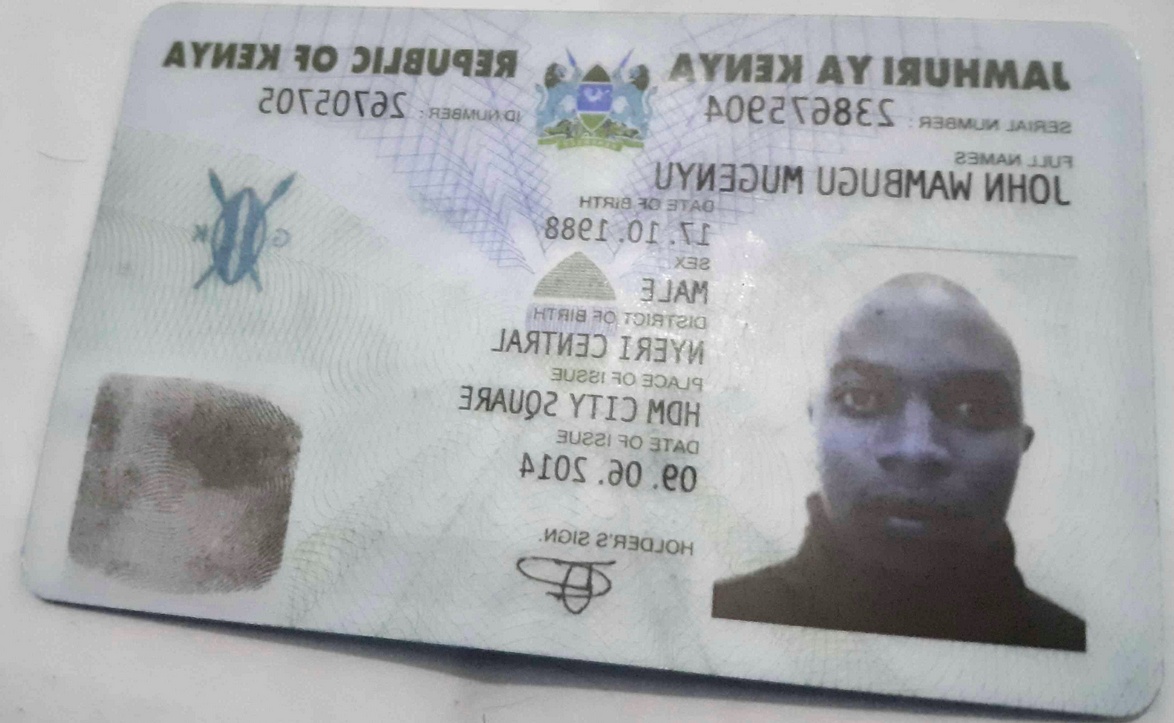 JAMHURI YA KENYA
REPUBLIC OF KENYA
SERIAL NUMBER: 238675904
ID NUMBER: 26705705
FULL NAMES
JOHN WAMBUGU MUGENYU
DATE OF BIRTH
17.10.1988
SEX
MALE
DISTRICT OF BIRTH
NYERI CENTRAL
PLACE OF ISSUE
HDM CITY SQUARE
DATE OF ISSUE
09.06.2014
HOLDER'S SIGN.
G K